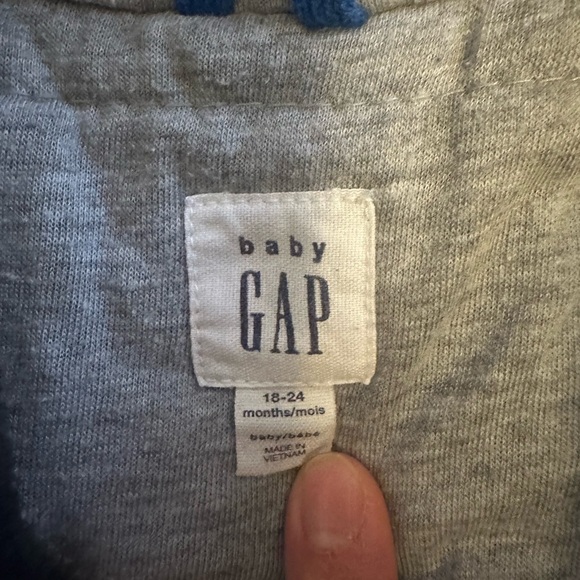 baby
GAP
18-24
months/mois
baby/bébé
MADE IN
VIETNAM